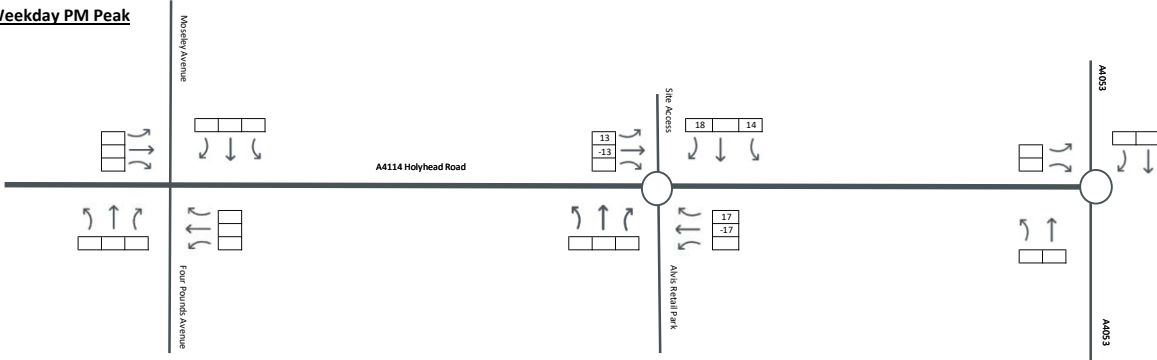 Weekday PM Peak
Moseley Avenue
A4114 Holyhead Road
Four Pounds Avenue
Site Access
18 14
13
-13
17
-17
Alvis Retail Park
A4053
A4053